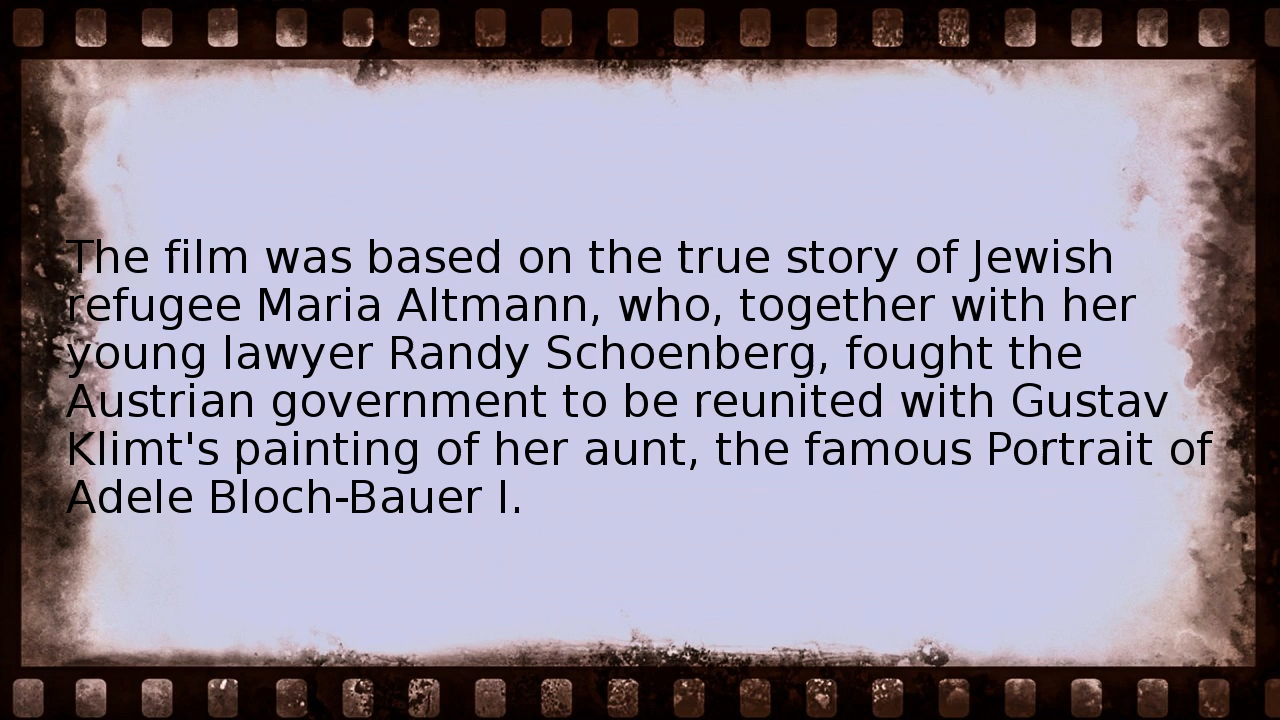 The film was based on the true story of Jewish
refugee Maria Altmann, who, together with her
young lawyer Randy Schoenberg, fought the
Austrian government to be reunited with Gustav
Klimt's painting of her aunt, the famous Portrait of
Adele Bloch-Bauer I.